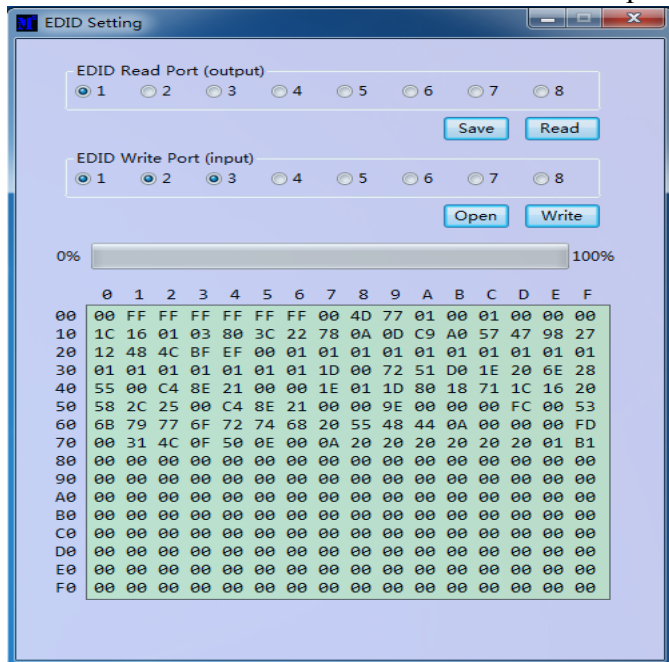 EDID Setting
EDID Read Port (output)
1 2 3 4 5 6 7 8
Save Read
EDID Write Port (input)
1 2 3 4 5 6 7 8
Open Write
0% 100%
0 1 2 3 4 5 6 7 8 9 A B C D E F
00 00 FF FF FF FF FF FF 00 4D 77 01 00 01 00 00 00
10 1C 16 01 03 80 3C 22 78 0A 0D C9 A0 57 47 98 27
20 12 48 4C BF EF 00 01 01 01 01 01 01 01 01 01 01
30 01 01 01 01 01 01 1D 00 72 51 D0 1E 20 6E 28
40 55 00 C4 8E 21 00 00 1E 01 1D 80 18 71 1C 16 20
50 58 2C 25 00 C4 8E 21 00 00 9E 00 00 00 FC 00 53
60 6B 79 77 6F 72 74 68 20 55 48 44 0A 00 00 00 FD
70 00 31 4C 0F 50 0E 00 0A 20 20 20 20 20 20 01 B1
80 00 00 00 00 00 00 00 00 00 00 00 00 00 00 00 00
90 00 00 00 00 00 00 00 00 00 00 00 00 00 00 00 00
A0 00 00 00 00 00 00 00 00 00 00 00 00 00 00 00 00
B0 00 00 00 00 00 00 00 00 00 00 00 00 00 00 00 00
C0 00 00 00 00 00 00 00 00 00 00 00 00 00 00 00 00
D0 00 00 00 00 00 00 00 00 00 00 00 00 00 00 00 00
E0 00 00 00 00 00 00 00 00 00 00 00 00 00 00 00 00
F0 00 00 00 00 00 00 00 00 00 00 00 00 00 00 00 00